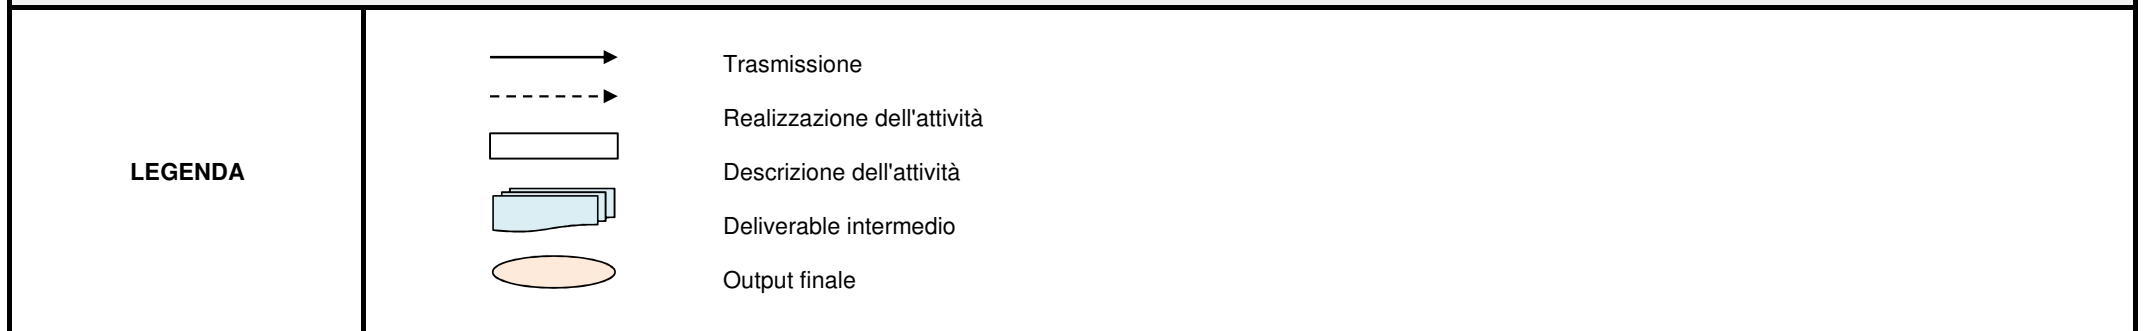 LEGENDA
Trasmissione
Realizzazione dell'attività
Descrizione dell'attività
Deliverable intermedio
Output finale